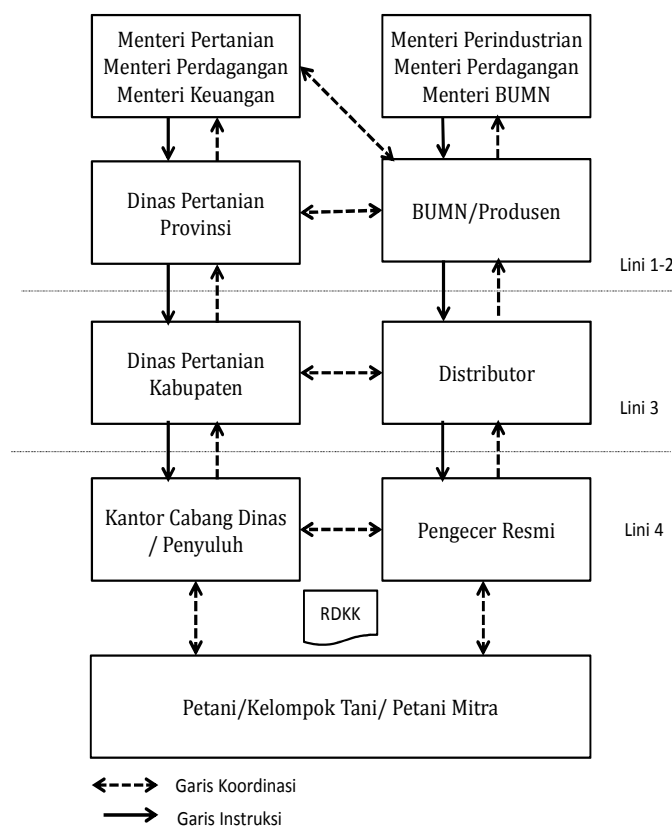 Menteri Pertanian
Menteri Perdagangan
Menteri Keuangan
Menteri Perindustrian
Menteri Perdagangan
Menteri BUMN
Dinas Pertanian
Provinsi
BUMN/Produsen
Lini 1-2
Dinas Pertanian
Kabupaten
Distributor
Lini 3
Kantor Cabang Dinas
/ Penyuluh
Pengecer Resmi
Lini 4
RDKK
Petani/Kelompok Tani/ Petani Mitra
Garis Koordinasi
Garis Instruksi